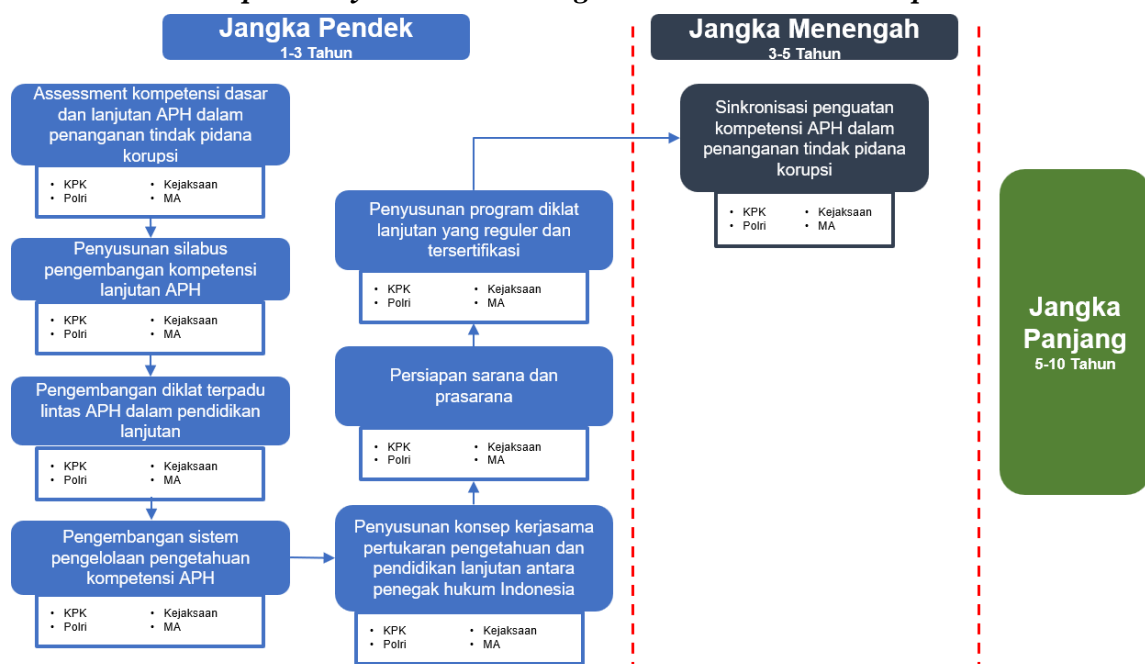 Jangka Pendek
1-3 Tahun
Assessment kompetensi dasar
dan lanjutan APH dalam
penanganan tindak pidana
korupsi
• KPK • Kejaksaan
• Polri • MA
Penyusunan silabus
pengembangan kompetensi
lanjutan APH
• KPK • Kejaksaan
• Polri • MA
Pengembangan diklat terpadu
lintas APH dalam pendidikan
lanjutan
• KPK • Kejaksaan
• Polri • MA
Pengembangan sistem
pengelolaan pengetahuan
kompetensi APH
• KPK • Kejaksaan
• Polri • MA
Penyusunan konsep kerjasama
pertukaran pengetahuan dan
pendidikan lanjutan antara
penegak hukum Indonesia
• KPK • Kejaksaan
• Polri • MA
Persiapan sarana dan
prasarana
• KPK • Kejaksaan
• Polri • MA
Penyusunan program diklat
lanjutan yang reguler dan
tersertifikasi
• KPK • Kejaksaan
• Polri • MA
Jangka Menengah
3-5 Tahun
Sinkronisasi penguatan
kompetensi APH dalam
penanganan tindak pidana
korupsi
• KPK • Kejaksaan
• Polri • MA
Jangka
Panjang
5-10 Tahun